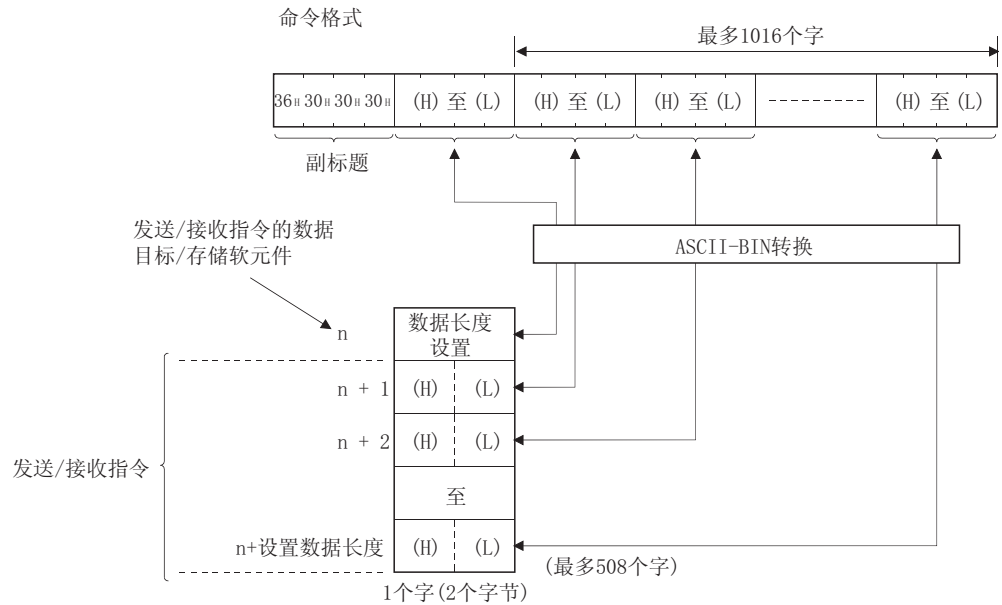 命令格式
最多1016个字
36H 30H 30H 30H (H) 至 (L) (H) 至 (L) (H) 至 (L) (H) 至 (L)
副标题
发送/接收指令的数据
目标/存储软元件
ASCII-BIN转换
n
数据长度
设置
n + 1 (H) (L)
n + 2 (H) (L)
发送/接收指令
至
n+设置数据长度 (H) (L)
(最多508个字)
1个字(2个字节)